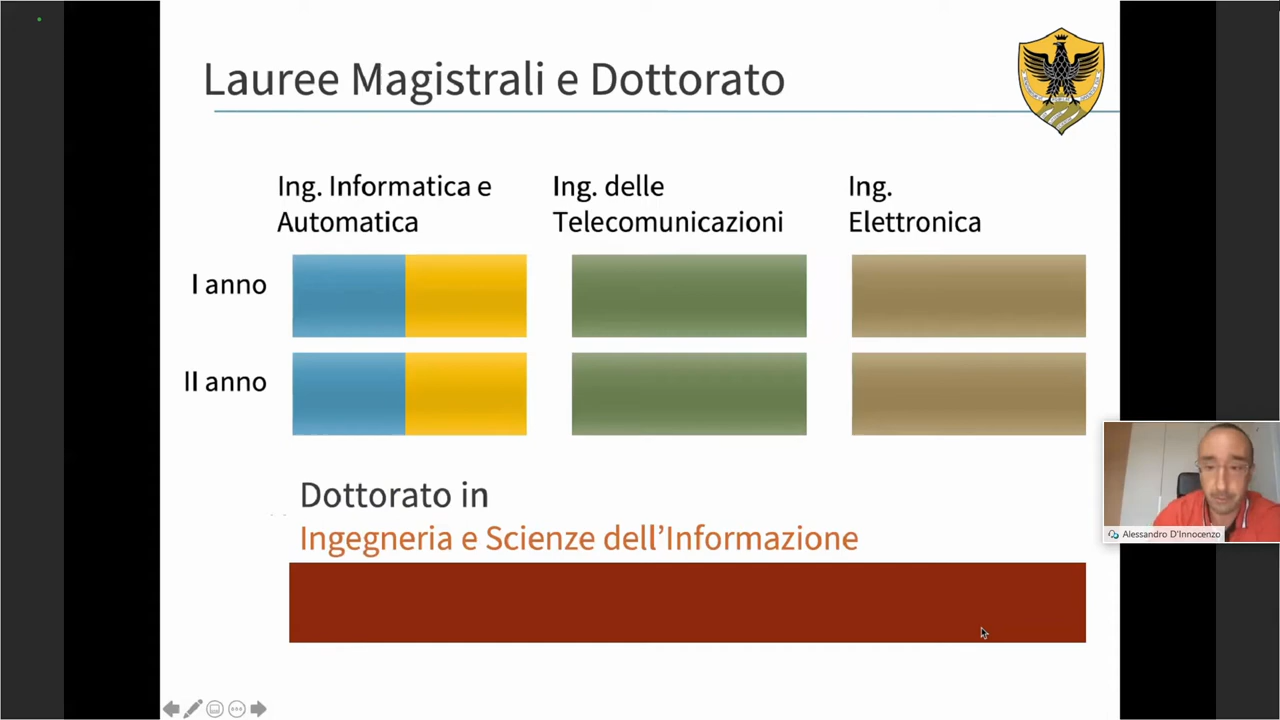 Lauree Magistrali e Dottorato
Ing. Informatica e
Automatica
Ing. delle
Telecomunicazioni
Ing.
Elettronica
I anno
II anno
Dottorato in
Ingegneria e Scienze dell’Informazione
Alessandro D'Innocenzo